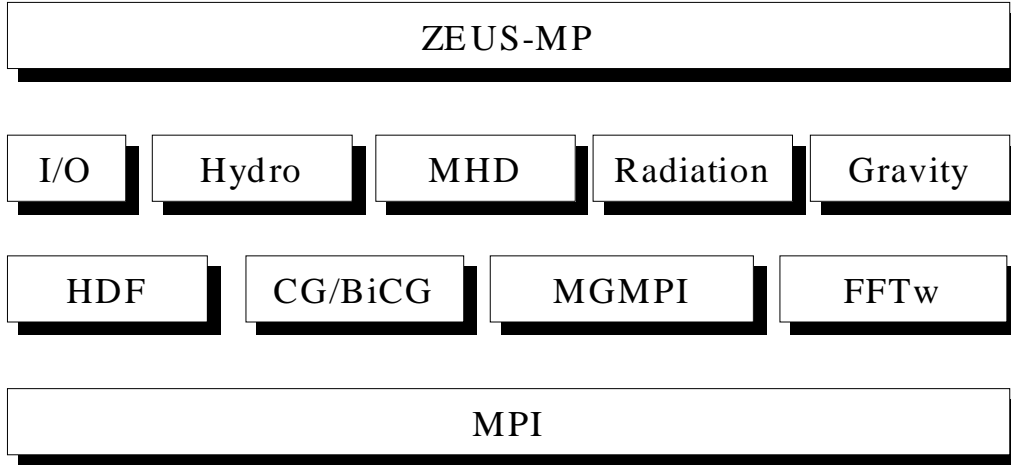 ZEUS-MP
I/O Hydro MHD Radiation Gravity
HDF CG/BiCG MGMPI FFTw
MPI